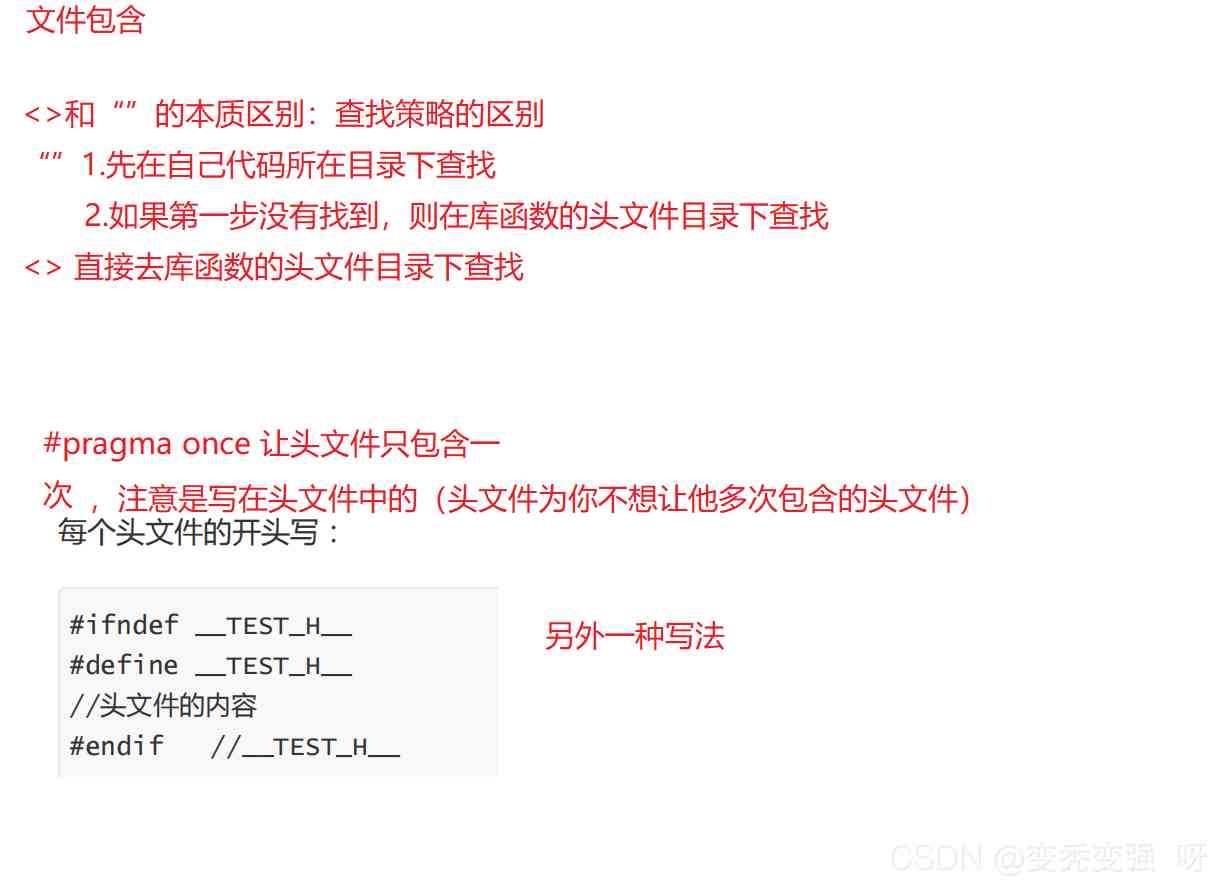 文件包含
<>和“”的本质区别：查找策略的区别
“” 1.先在自己代码所在目录下查找
2.如果第一步没有找到，则在库函数的头文件目录下查找
<> 直接去库函数的头文件目录下查找
#pragma once 让头文件只包含一
次 ，注意是写在头文件中的（头文件为你不想让他多次包含的头文件）
每个头文件的开头写：
#ifndef __TEST_H__
#define __TEST_H__
//头文件的内容
#endif   //__TEST_H__
另外一种写法
CSDN @变秃变强 呀